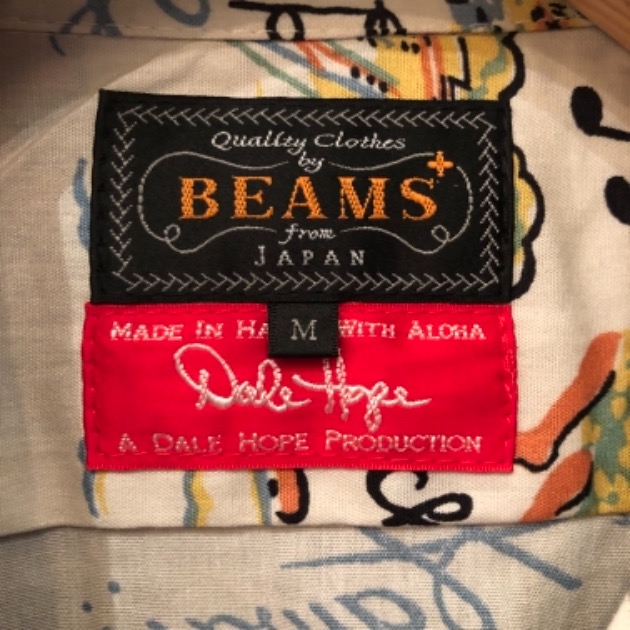 Quality Clothes
by
BEAMS+
from
JAPAN
M
MADE IN HA WITH ALOHA
Dale Hope
A DALE HOPE PRODUCTION